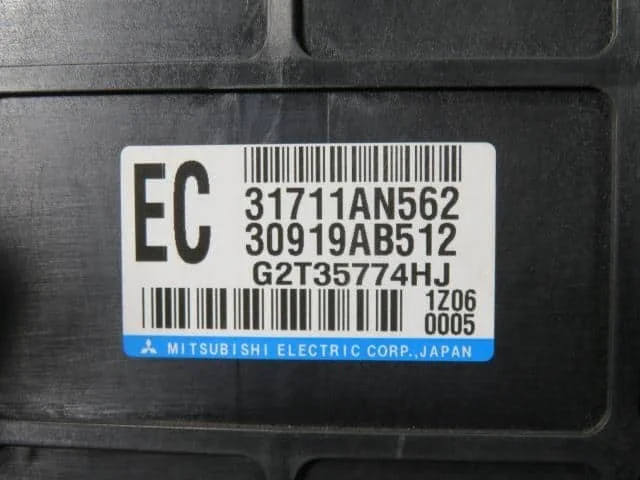 EC
31711AN562
30919AB512
G2T35774HJ
1Z06
0005
MITSUBISHI ELECTRIC CORP.,JAPAN